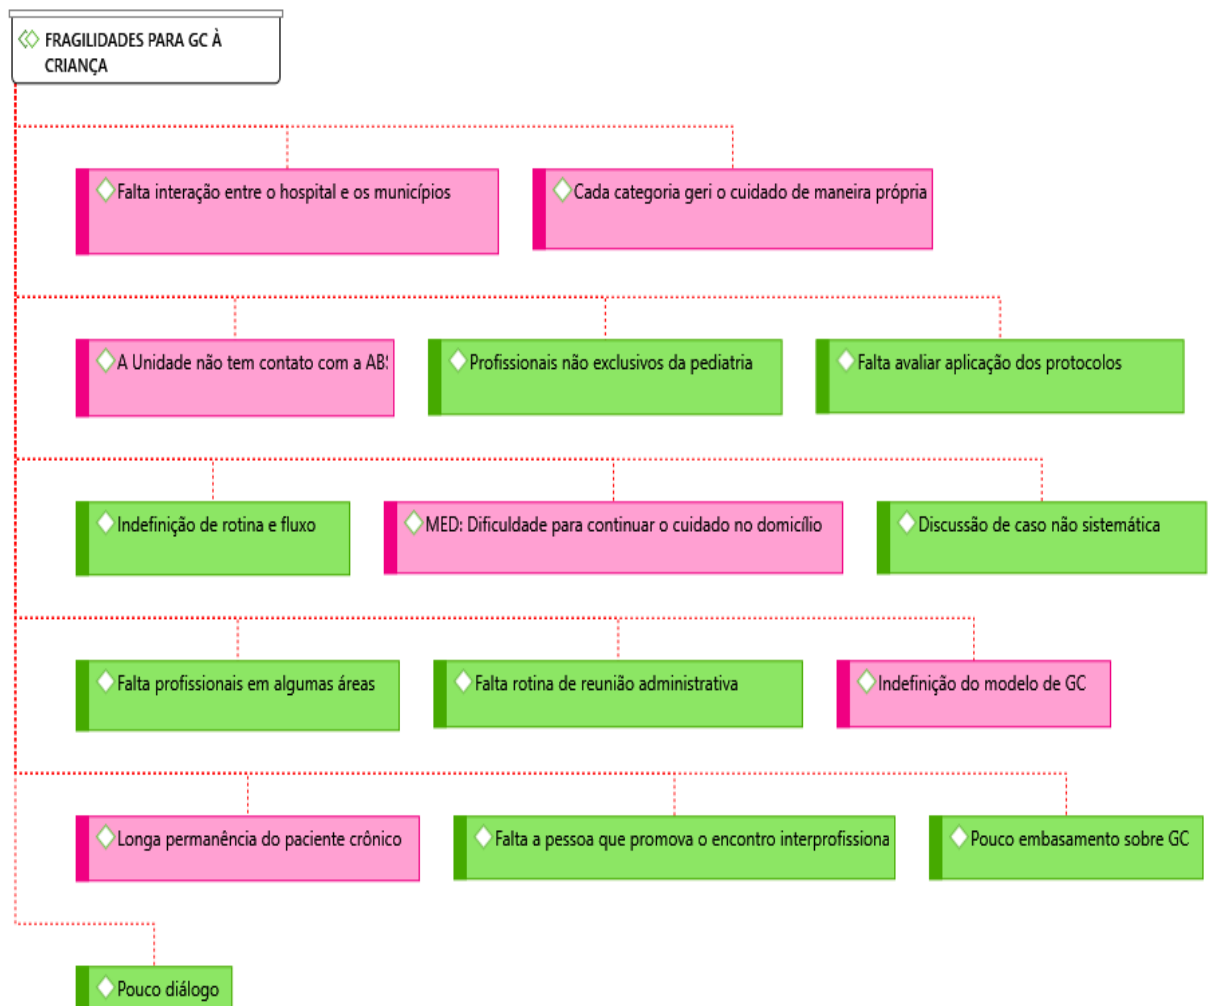 FRAGILIDADES PARA GC À
CRIANÇA
Falta interação entre o hospital e os municípios
Cada categoria geri o cuidado de maneira própria
A Unidade não tem contato com a AB
Profissionais não exclusivos da pediatria
Falta avaliar aplicação dos protocolos
Indefinição de rotina e fluxo
MED: Dificuldade para continuar o cuidado no domicílio
Discussão de caso não sistemática
Falta profissionais em algumas áreas
Falta rotina de reunião administrativa
Indefinição do modelo de GC
Longa permanência do paciente crônico
Falta a pessoa que promova o encontro interprofissiona
Pouco embasamento sobre GC
Pouco diálogo